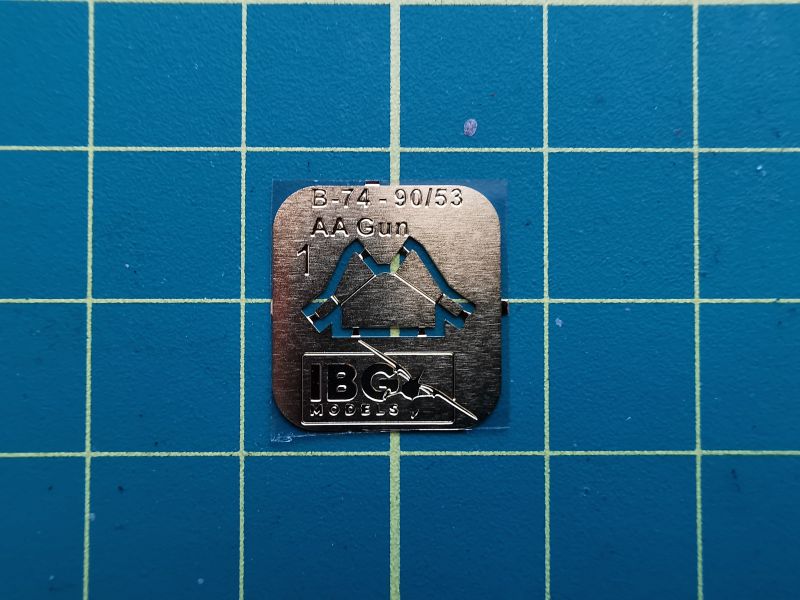 B-74 - 90/53
AA Gun
1
IBG
MODELS